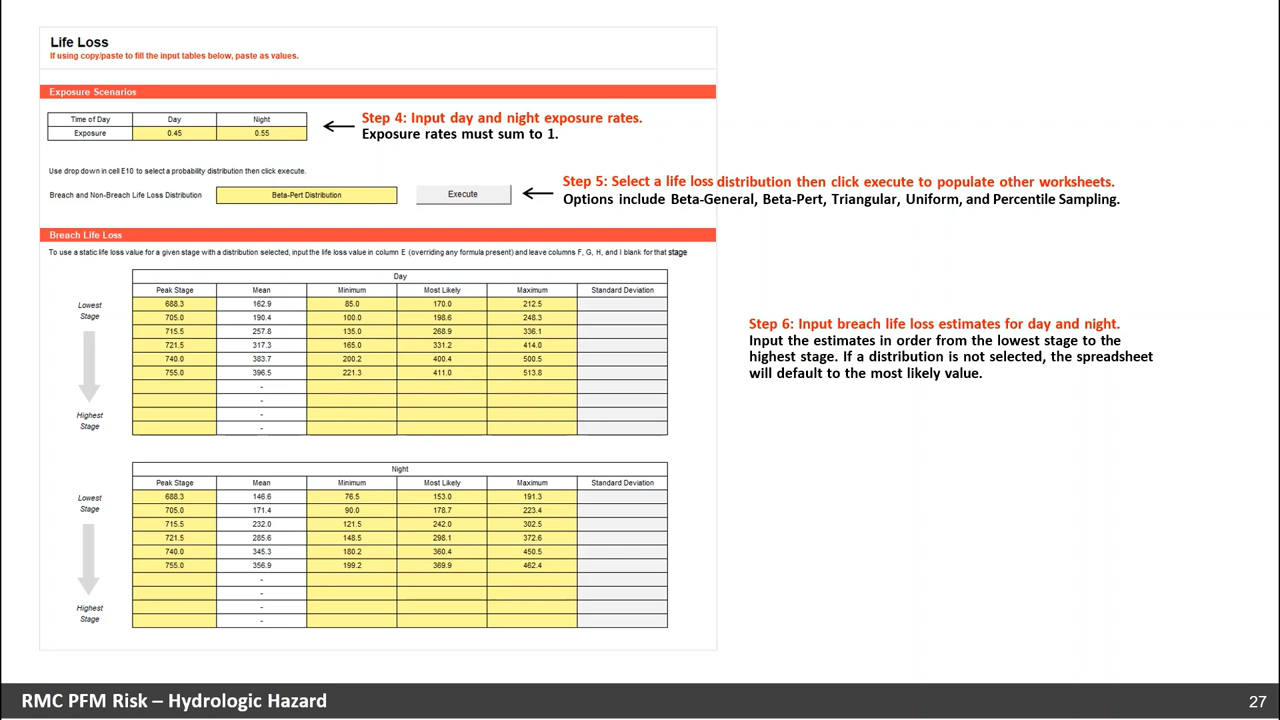 Life Loss
If using copy/paste to fill the input tables below, paste as values.
Exposure Scenarios
Time of Day Day Night
Exposure 0.45 0.55
Step 4: Input day and night exposure rates.
Exposure rates must sum to 1.
Use drop down in cell E10 to select a probability distribution then click execute.
Breach and Non-Breach Life Loss Distribution Beta-Pert Distribution Execute
Step 5: Select a life loss distribution then click execute to populate other worksheets.
Options include Beta-General, Beta-Pert, Triangular, Uniform, and Percentile Sampling.
Breach Life Loss
To use a static life loss value for a given stage with a distribution selected, input the life loss value in column E (overriding any formula present) and leave columns F, G, H, and I blank for that stage
Day
Peak Stage Mean Minimum Most Likely Maximum Standard Deviation
Lowest
Stage
688.3 162.9 85.0 170.0 212.5
705.0 190.4 100.0 198.6 248.3
715.5 257.8 135.0 268.9 336.1
721.5 317.3 165.0 331.2 414.0
740.0 383.7 200.2 400.4 500.5
755.0 396.5 221.3 411.0 513.8
-
-
-
-
Highest
Stage
Step 6: Input breach life loss estimates for day and night.
Input the estimates in order from the lowest stage to the
highest stage. If a distribution is not selected, the spreadsheet
will default to the most likely value.
Night
Peak Stage Mean Minimum Most Likely Maximum Standard Deviation
Lowest
Stage
688.3 146.6 76.5 153.0 191.3
705.0 171.4 90.0 178.7 223.4
715.5 232.0 121.5 242.0 302.5
721.5 285.6 148.5 298.1 372.6
740.0 345.3 180.2 360.4 450.5
755.0 356.9 199.2 369.9 462.4
-
-
-
-
Highest
Stage
RMC PFM Risk – Hydrologic Hazard
27